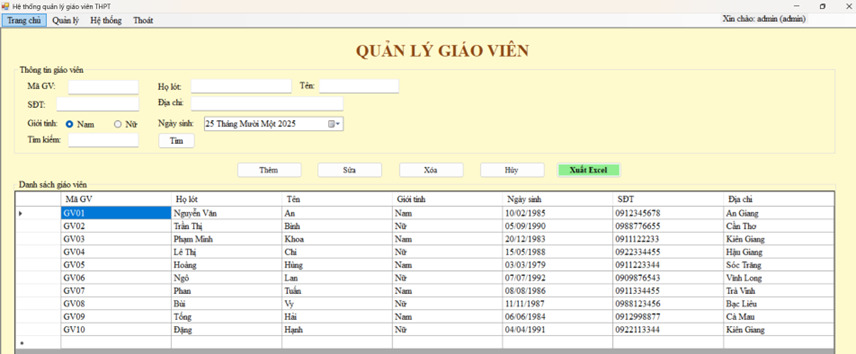 Hệ thống quản lý giáo viên THPT
Trang chủ Quản lý Hệ thống Thoát Xin chào: admin (admin)
QUẢN LÝ GIÁO VIÊN
Thông tin giáo viên
Mã GV: Họ lót: Tên:
SĐT: Địa chỉ:
Giới tính: Nam Nữ Ngày sinh: 25 Tháng Mười Một 2025
Tìm kiếm: Tìm
Thêm Sửa Xóa Hủy Xuất Excel
Danh sách giáo viên
Mã GV Họ lót Tên Giới tính Ngày sinh SĐT Địa chỉ
GV01 Nguyễn Văn An Nam 10/02/1985 0912345678 An Giang
GV02 Trần Thị Bình Nữ 05/09/1990 0988776655 Cần Thơ
GV03 Phạm Minh Khoa Nam 20/12/1983 0911122233 Kiên Giang
GV04 Lê Thị Chi Nữ 15/05/1988 0922334455 Hậu Giang
GV05 Hoàng Hùng Nam 03/03/1979 0911223344 Sóc Trăng
GV06 Ngô Lan Nữ 07/07/1992 0909876543 Vĩnh Long
GV07 Phan Tuấn Nam 08/08/1986 0911334455 Trà Vinh
GV08 Bùi Vy Nữ 11/11/1987 0988123456 Bạc Liêu
GV09 Tống Hải Nam 06/06/1984 0912998877 Cà Mau
GV10 Đặng Hạnh Nữ 04/04/1991 0922113344 Kiên Giang